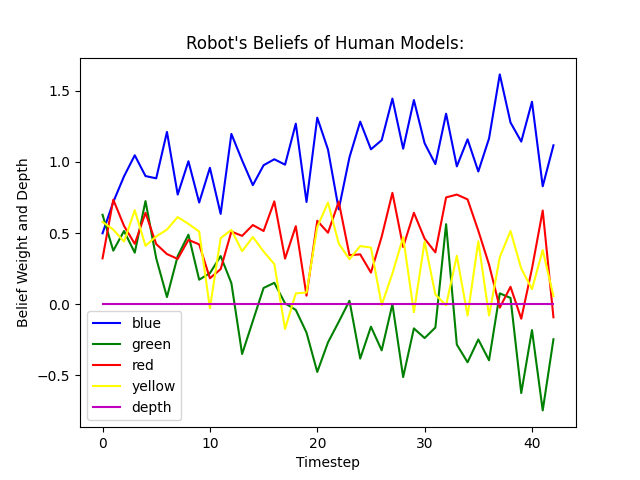 Robot's Beliefs of Human Models:
Belief Weight and Depth
1.5
1.0
0.5
0.0
−0.5
blue
green
red
yellow
depth
0 10 20 30 40
Timestep